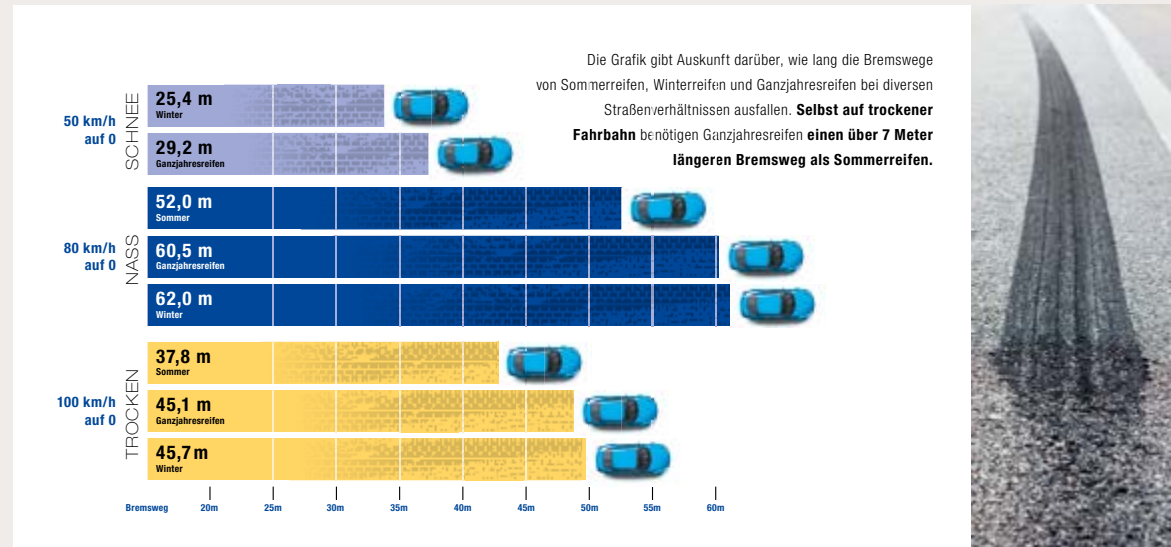 Die Grafik gibt Auskunft darüber, wie lang die Bremswege
von Sommerreifen, Winterreifen und Ganzjahresreifen bei diversen
Straßenverhältnissen ausfallen. Selbst auf trockener
Fahrbahn benötigen Ganzjahresreifen einen über 7 Meter
längeren Bremsweg als Sommerreifen.
50 km/h
auf 0
SCHNEE
25,4 m
Winter
29,2 m
Ganzjahresreifen
80 km/h
auf 0
NASS
52,0 m
Sommer
60,5 m
Ganzjahresreifen
62,0 m
Winter
100 km/h
auf 0
TROCKEN
37,8 m
Sommer
45,1 m
Ganzjahresreifen
45,7 m
Winter
Bremsweg 20m 25m 30m 35m 40m 45m 50m 55m 60m